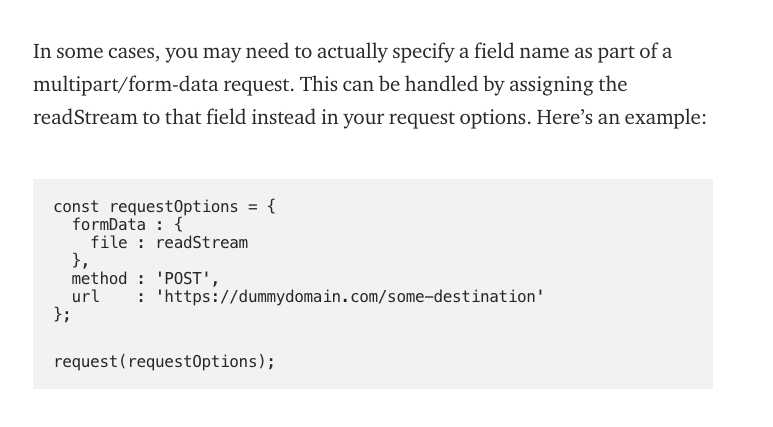 In some cases, you may need to actually specify a field name as part of a
multipart/form-data request. This can be handled by assigning the
readStream to that field instead in your request options. Here’s an example:
const requestOptions = {
  formData : {
    file : readStream
  },
  method : 'POST',
  url    : 'https://dummydomain.com/some-destination'
};
request(requestOptions);